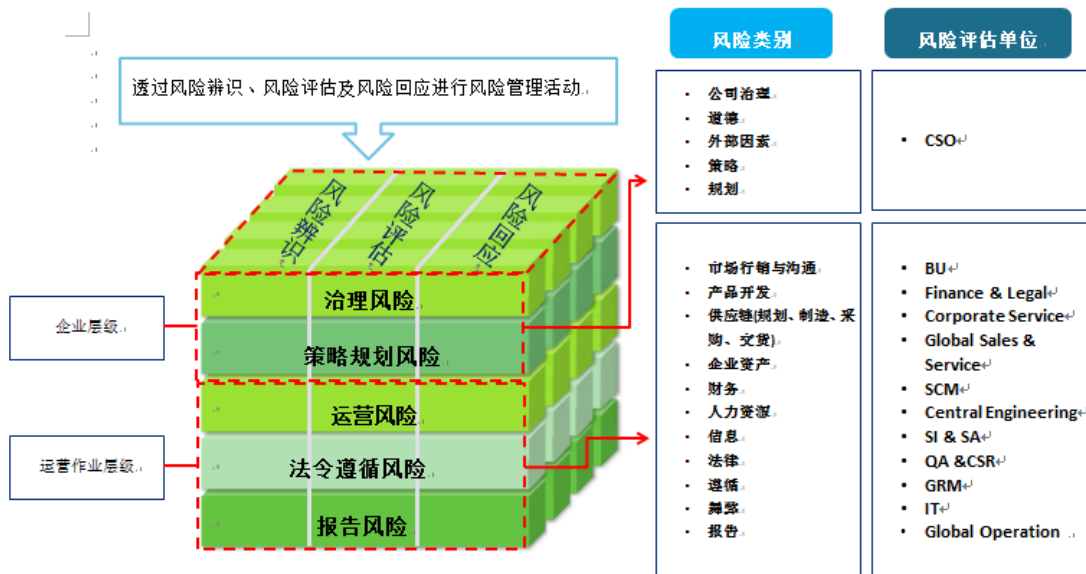 透过风险辨识、风险评估及风险回应进行风险管理活动
风险辨识
风险评估
风险回应
企业层级
治理风险
策略规划风险
运营作业层级
运营风险
法令遵循风险
报告风险
风险类别
• 公司治理
• 道德
• 外部因素
• 策略
• 规划
• 市场行销与沟通
• 产品开发
• 供应链(规划、制造、采
购、交货)
• 企业资产
• 财务
• 人力资源
• 信息
• 法律
• 遵循
• 舞弊
• 报告
风险评估单位
• CSO
• BU
• Finance & Legal
• Corporate Service
• Global Sales &
Service
• SCM
• Central Engineering
• SI & SA
• QA &CSR
• GRM
• IT
• Global Operation